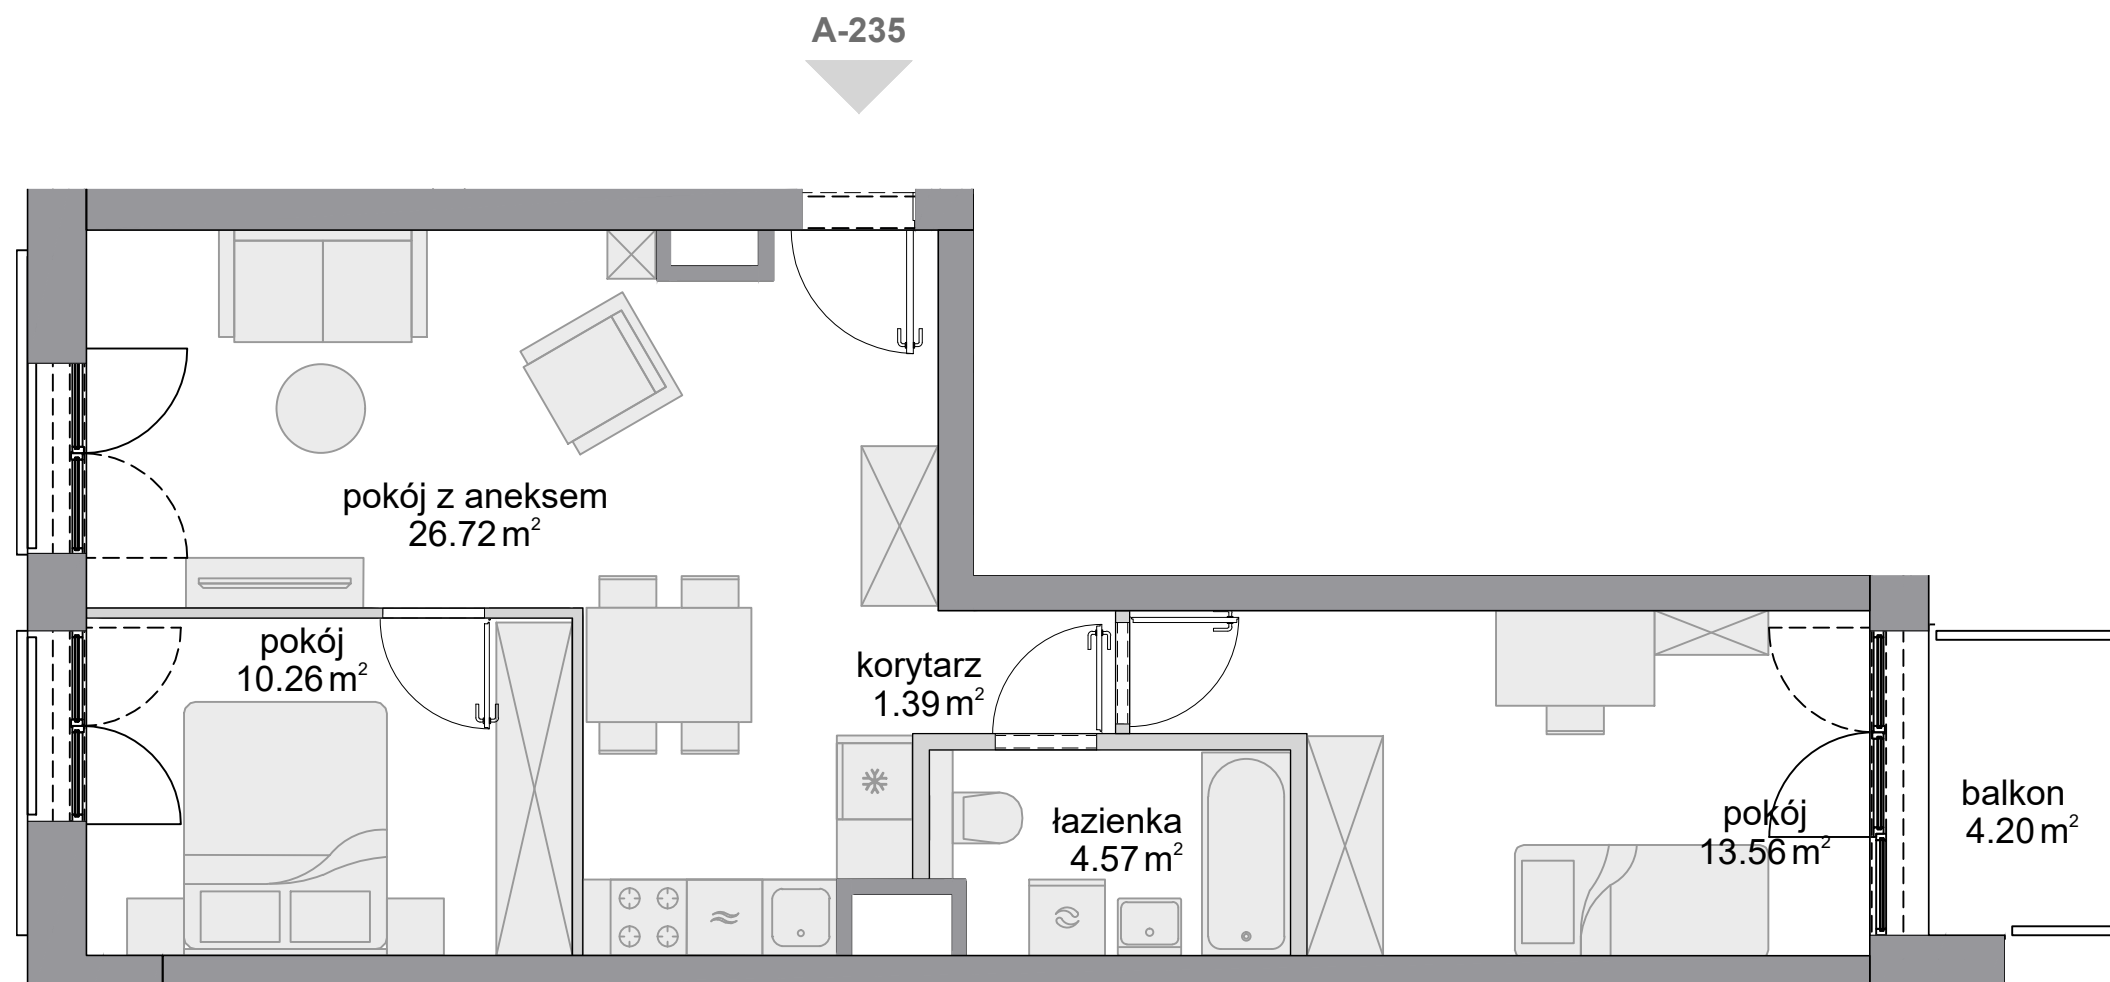 A-235
pokój z aneksem
26.72 m²
pokój
10.26 m²
korytarz
1.39 m²
łazienka
4.57 m²
pokój
13.56 m²
balkon
4.20 m²